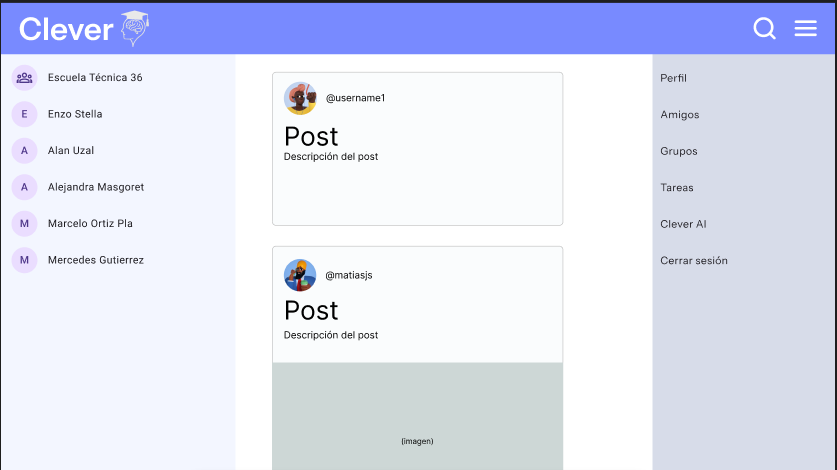 Clever
Escuela Técnica 36
E Enzo Stella
A Alan Uzal
A Alejandra Masgoret
M Marcelo Ortiz Pla
M Mercedes Gutierrez
@username1
Post
Descripción del post
@matiasjs
Post
Descripción del post
(imagen)
Perfil
Amigos
Grupos
Tareas
Clever AI
Cerrar sesión